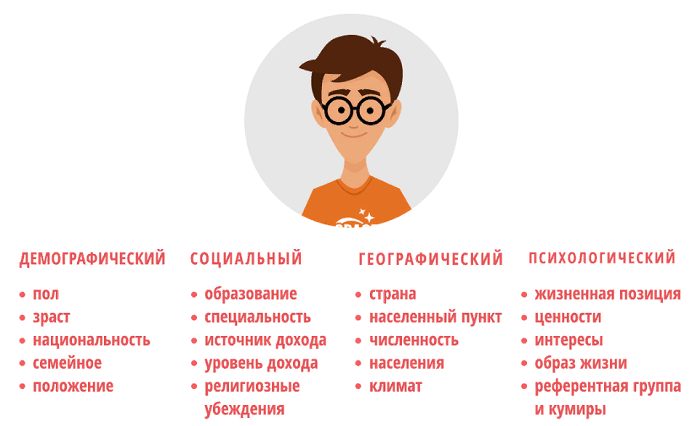 ДЕМОГРАФИЧЕСКИЙ
• пол
• зраст
• национальность
• семейное
• положение
СОЦИАЛЬНЫЙ
• образование
• специальность
• источник дохода
• уровень дохода
• религиозные
убеждения
ГЕОГРАФИЧЕСКИЙ
• страна
• населенный пункт
• численность
• населения
• климат
ПСИХОЛОГИЧЕСКИЙ
• жизненная позиция
• ценности
• интересы
• образ жизни
• референтная группа
и кумиры